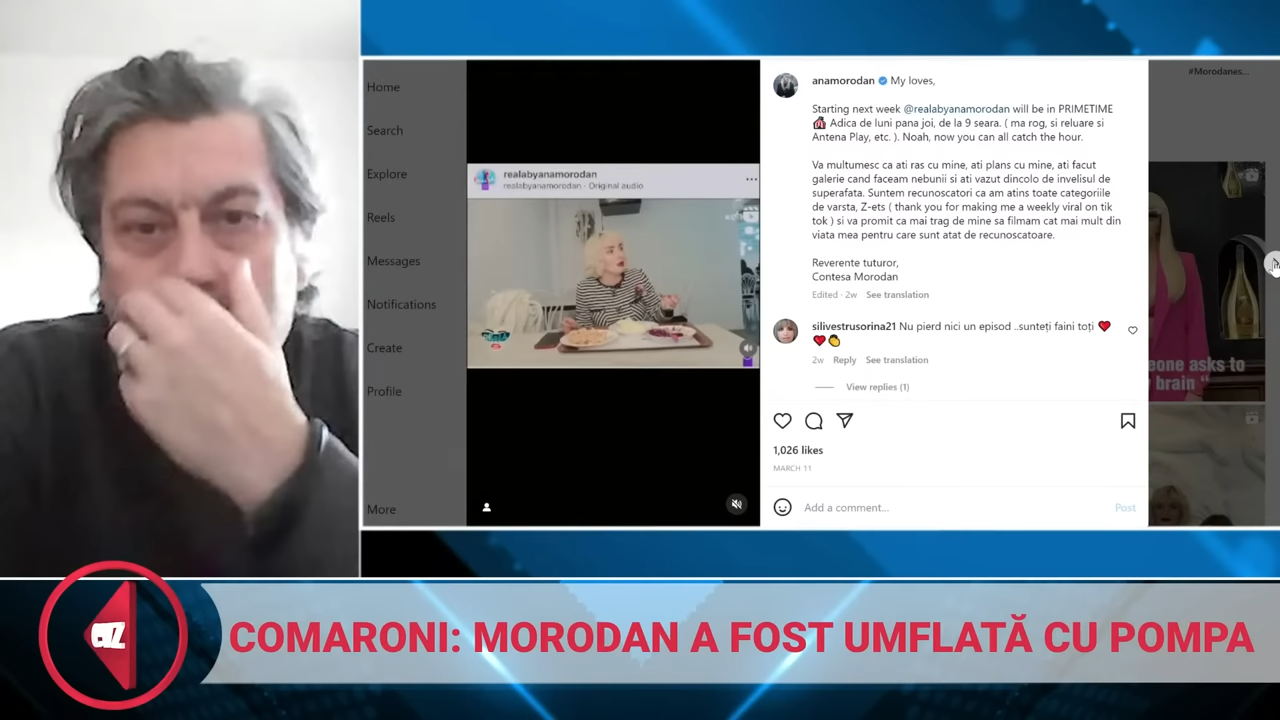 Home
Search
Explore
Reels
Messages
Notifications
Create
Profile
More
realabyanamorodan
realabyanamorodan · Original audio
anamorodan My loves,
Starting next week @realabyanamorodan will be in PRIMETIME
🎪 Adica de luni pana joi, de la 9 seara. ( ma rog, si reluare si
Antena Play, etc. ). Noah, now you can all catch the hour.
Va multumesc ca ati ras cu mine, ati plans cu mine, ati facut
galerie cand faceam nebunii si ati vazut dincolo de invelisul de
superafata. Suntem recunoscatori ca am atins toate categoriile
de varsta, Z-ets ( thank you for making me a weekly viral on tik
tok ) si va promit ca mai trag de mine sa filmam cat mai mult din
viata mea pentru care sunt atat de recunoscatoare.
Reverente tuturor,
Contesa Morodan
Edited · 2w See translation
silivestrusorina21 Nu pierd nici un episod ..sunteți faini toți ❤️
❤️👏
2w Reply See translation
View replies (1)
1,026 likes
MARCH 11
Add a comment...
Post
#Morodanes...
eone asks to
brain “
az
COMARONI: MORODAN A FOST UMFLATĂ CU POMPA